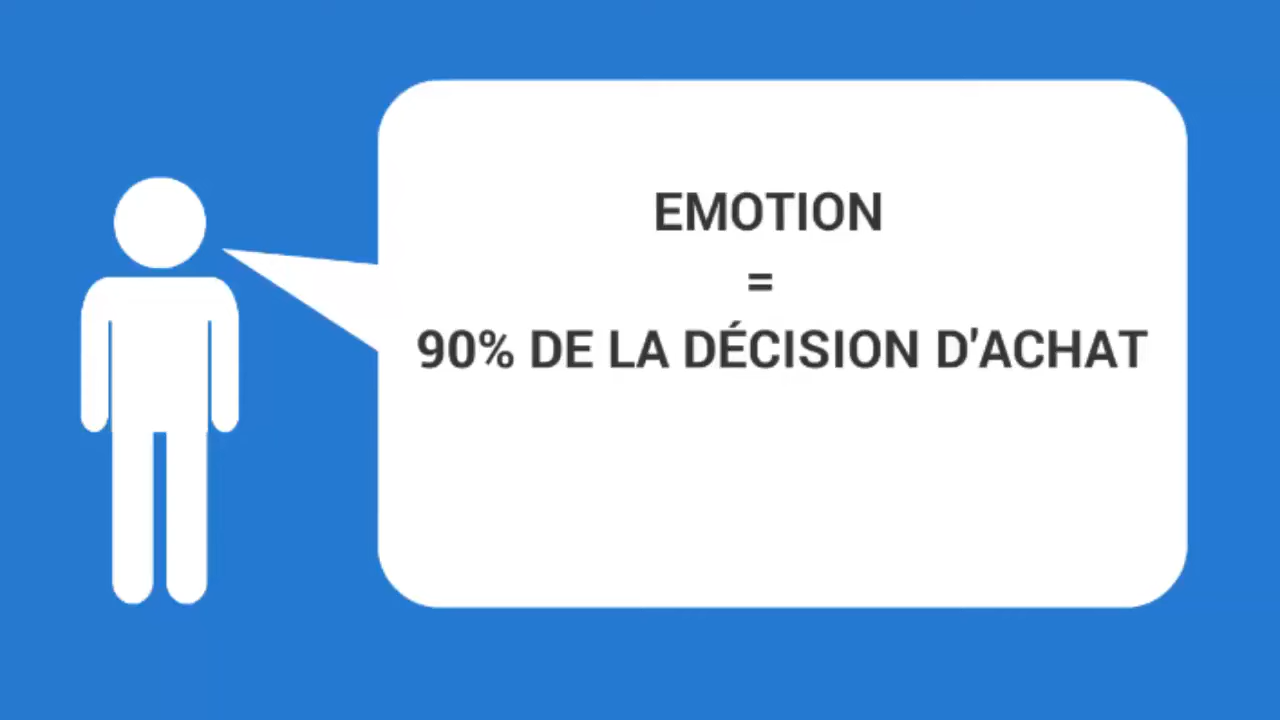 EMOTION
=
90% DE LA DÉCISION D'ACHAT